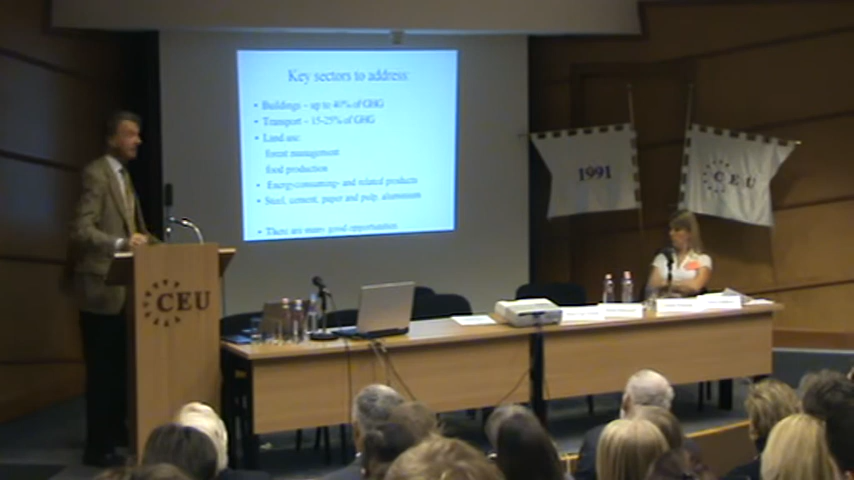 Key sectors to address:
• Buildings – up to 40% of GHG
• Transport – 15-25% of GHG
• Land use:
forest management
food production
• Energy-consuming- and related products
• Steel, cement, paper and pulp, aluminium
• There are many good opportunities
1991
CEU
CEU